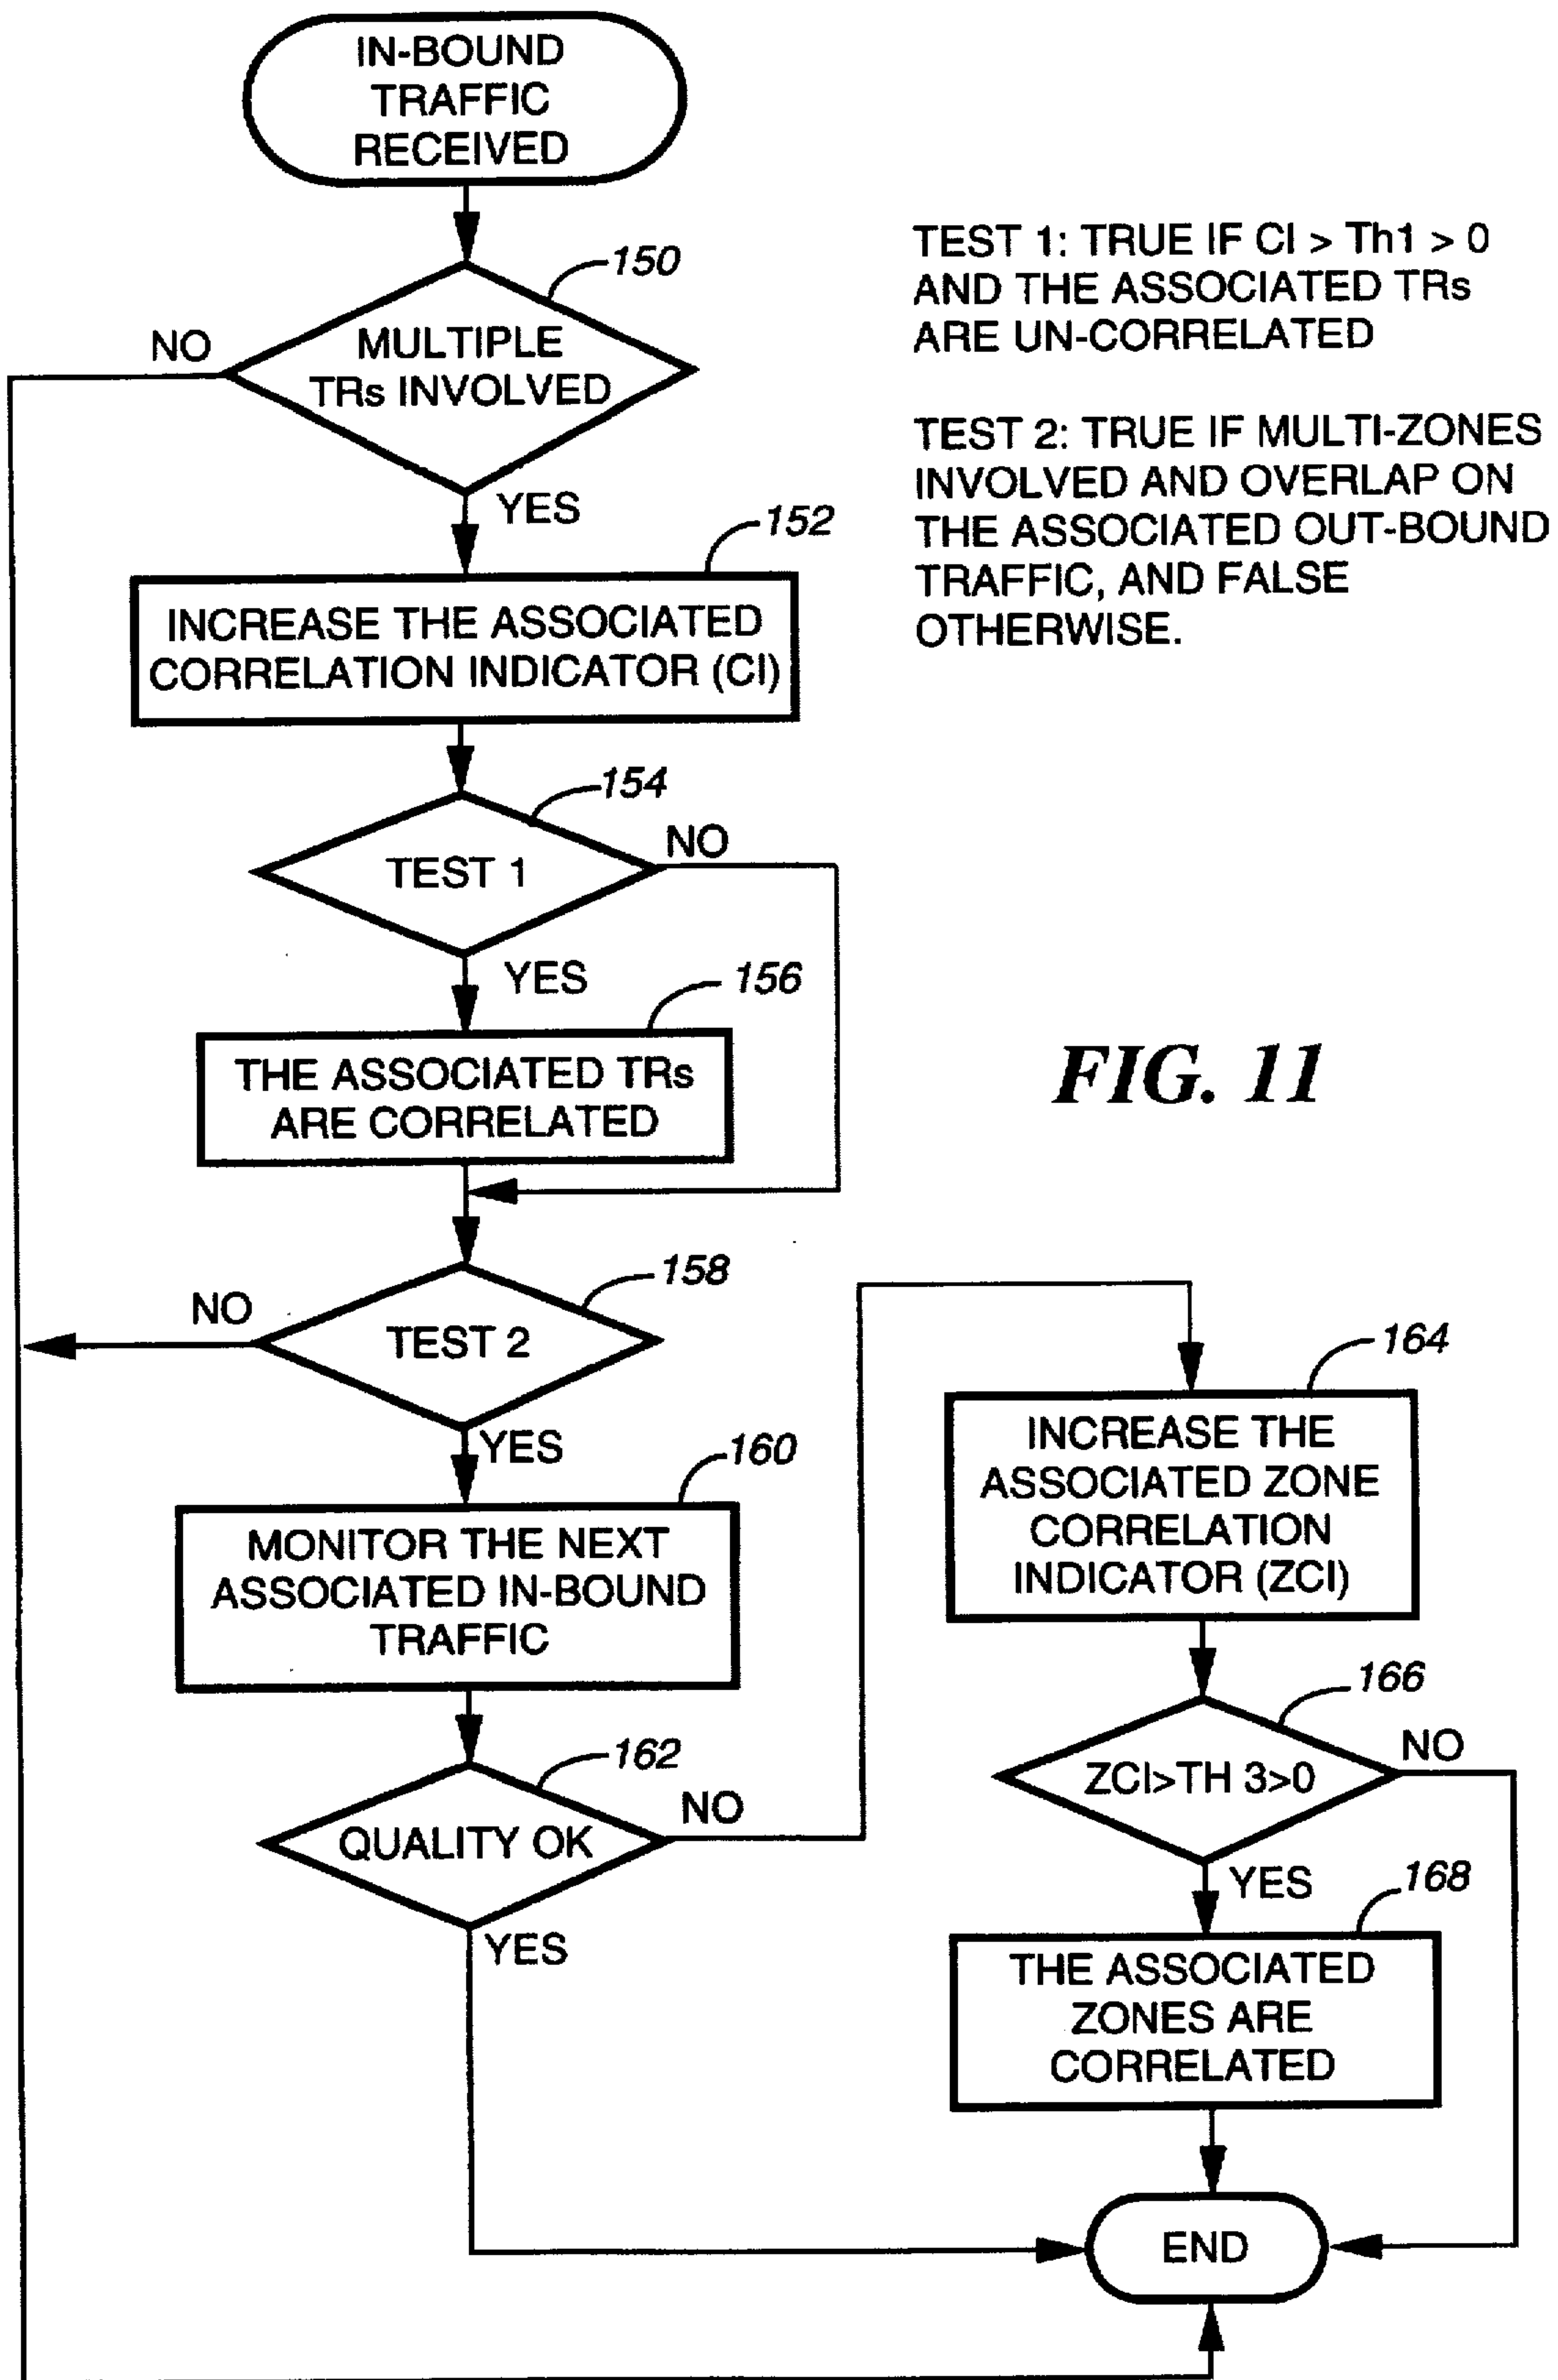 IN-BOUND
TRAFFIC
RECEIVED
150
NO
MULTIPLE
TRs INVOLVED
YES
TEST 1: TRUE IF CI > Th1 > 0
AND THE ASSOCIATED TRs
ARE UN-CORRELATED
TEST 2: TRUE IF MULTI-ZONES
INVOLVED AND OVERLAP ON
THE ASSOCIATED OUT-BOUND
TRAFFIC, AND FALSE
OTHERWISE.
152
INCREASE THE ASSOCIATED
CORRELATION INDICATOR (CI)
154
NO
TEST 1
YES
156
THE ASSOCIATED TRs
ARE CORRELATED
FIG. 11
158
NO
TEST 2
YES
160
MONITOR THE NEXT
ASSOCIATED IN-BOUND
TRAFFIC
162
NO
QUALITY OK
YES
164
INCREASE THE
ASSOCIATED ZONE
CORRELATION
INDICATOR (ZCI)
166
NO
ZCI>TH 3>0
YES
168
THE ASSOCIATED
ZONES ARE
CORRELATED
END